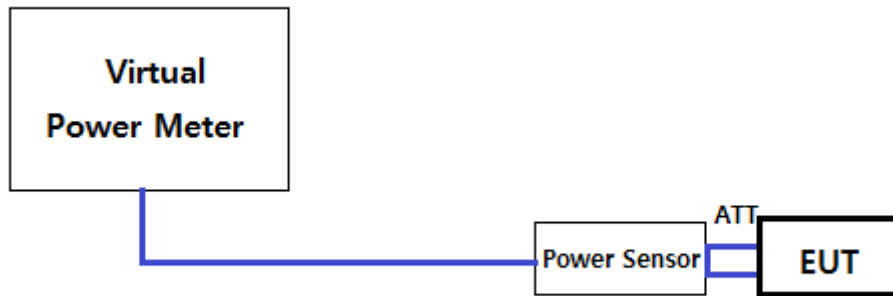 Virtual
Power Meter
ATT
Power Sensor
EUT